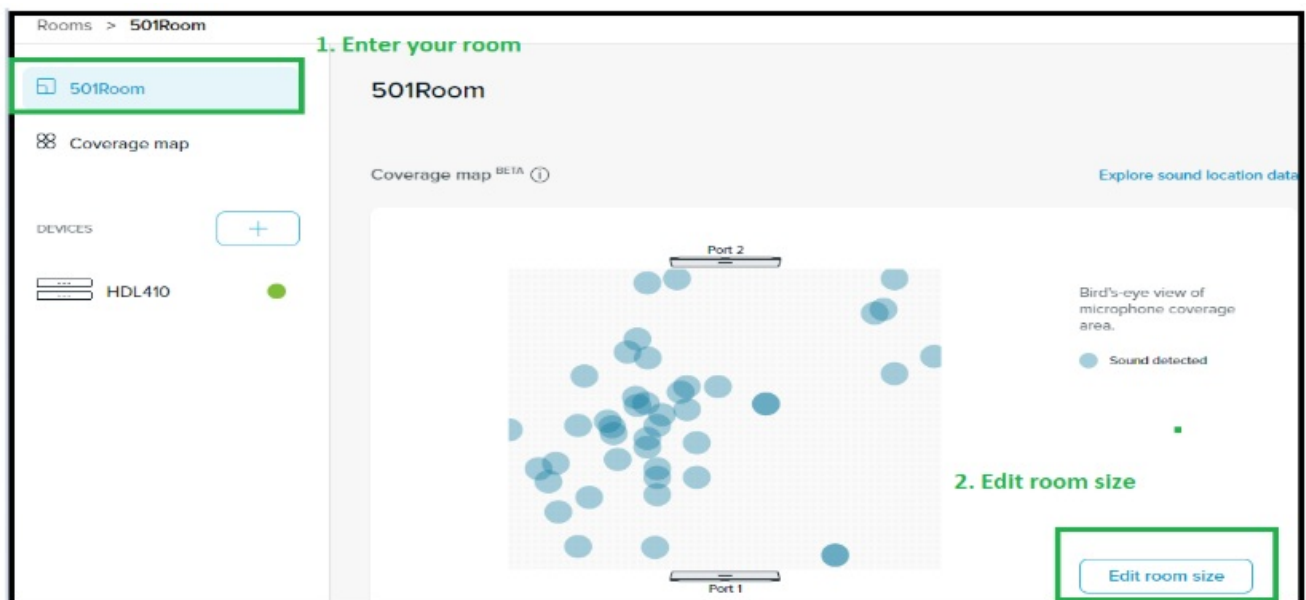 Rooms > 501Room
1. Enter your room
501Room
501Room
Coverage map
Coverage map BETA
Explore sound location data
DEVICES
+
HDL410
Port 2
Bird's-eye view of
microphone coverage
area.
Sound detected
2. Edit room size
Edit room size
Port 1